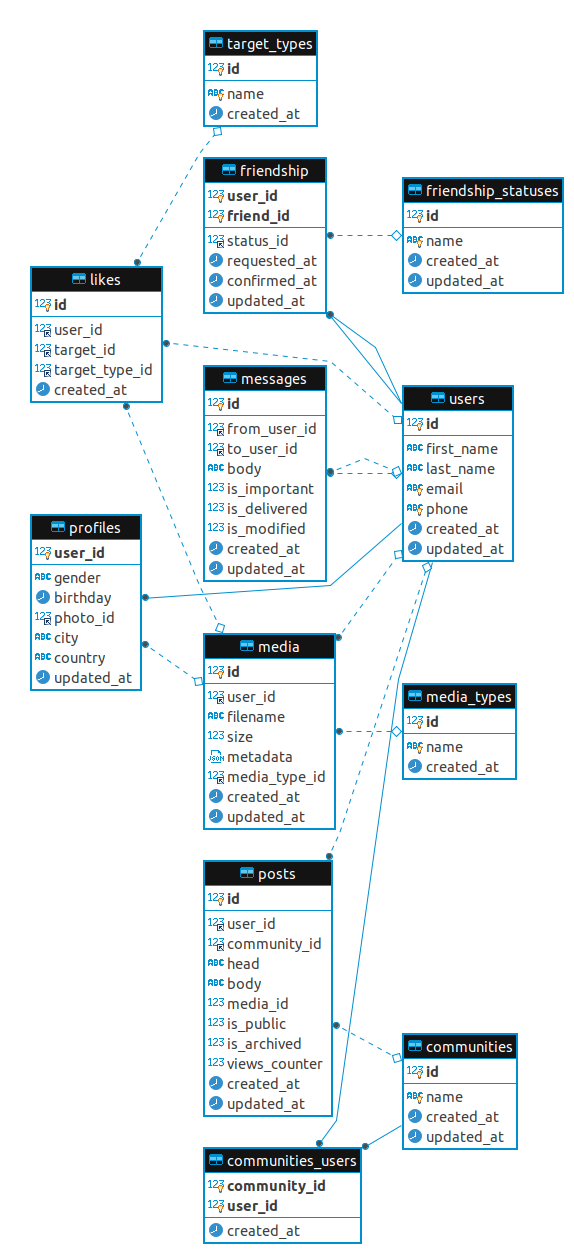 target_types
id
name
created_at
friendship
user_id
friend_id
status_id
requested_at
confirmed_at
updated_at
friendship_statuses
id
name
created_at
updated_at
likes
id
user_id
target_id
target_type_id
created_at
messages
id
from_user_id
to_user_id
body
is_important
is_delivered
is_modified
created_at
updated_at
users
id
first_name
last_name
email
phone
created_at
updated_at
profiles
user_id
gender
birthday
photo_id
city
country
updated_at
media
id
user_id
filename
size
metadata
media_type_id
created_at
updated_at
media_types
id
name
created_at
posts
id
user_id
community_id
head
body
media_id
is_public
is_archived
views_counter
created_at
updated_at
communities
id
name
created_at
updated_at
communities_users
community_id
user_id
created_at